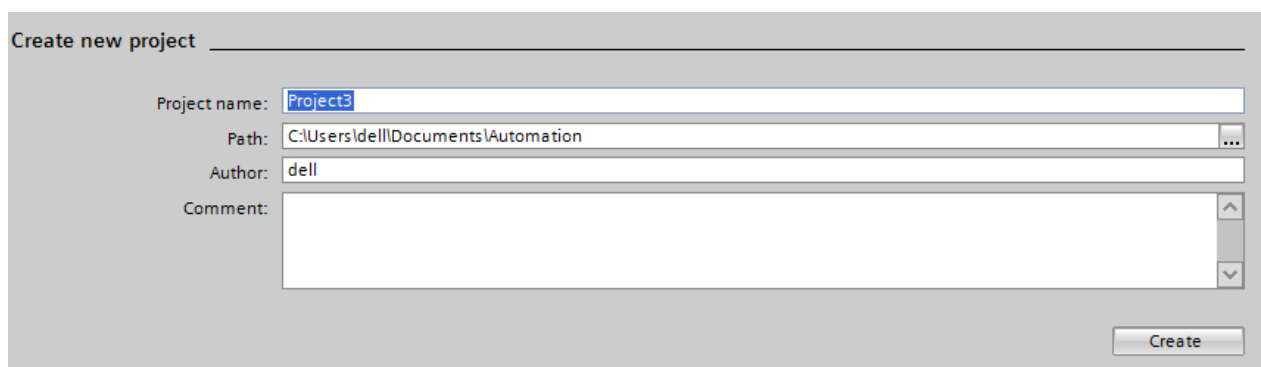 Create new project
Project name: Project3
Path: C:\Users\dell\Documents\Automation
...
Author: dell
Comment:
Create